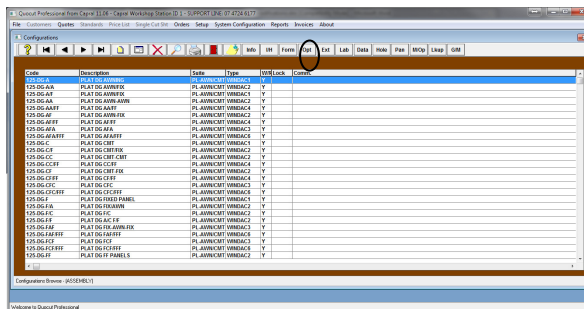 Quocut Professional from Capral 11.06 - Capral Workshop Station ID 1 - SUPPORT LINE: 07 4724 6177
File Customers Quotes Standards Price List Single Cut Sht Orders Setup System Configuration Reports Invoices About
Configurations
Info I/H Form Opt Ext Lab Data Hole Pan M/Op Lkup G/M
Code Description Suite Type W/I Lock Comm.
125-DG-A PLAT DG AWNING PL-AWN/CMT WINDAC1 Y
125-DG-A/A PLAT DG AWN/FIX PL-AWN/CMT WINDAC2 Y
125-DG-A/F PLAT DG AWN/FIX PL-AWN/CMT WINDAC1 Y
125-DG-AA PLAT DG AWN-AWN PL-AWN/CMT WINDAC2 Y
125-DG-AA/FF PLAT DG AA/FF PL-AWN/CMT WINDAC4 Y
125-DG-AF PLAT DG AWN-FIX PL-AWN/CMT WINDAC2 Y
125-DG-AF/FF PLAT DG AF/FF PL-AWN/CMT WINDAC4 Y
125-DG-AFA PLAT DG AFA PL-AWN/CMT WINDAC3 Y
125-DG-AFA/FFF PLAT DG AFA/FFF PL-AWN/CMT WINDAC6 Y
125-DG-C PLAT DG CMT PL-AWN/CMT WINDAC1 Y
125-DG-C/F PLAT DG CMT/FIX PL-AWN/CMT WINDAC2 Y
125-DG-CC PLAT DG CMT-CMT PL-AWN/CMT WINDAC2 Y
125-DG-CC/FF PLAT DG CC/FF PL-AWN/CMT WINDAC4 Y
125-DG-CF PLAT DG CMT-FIX PL-AWN/CMT WINDAC2 Y
125-DG-CF/FF PLAT DG CF/FF PL-AWN/CMT WINDAC4 Y
125-DG-CFC PLAT DG CFC PL-AWN/CMT WINDAC3 Y
125-DG-CFC/FFF PLAT DG CFC/FFF PL-AWN/CMT WINDAC6 Y
125-DG-F PLAT DG FIXED PANEL PL-AWN/CMT WINDAC1 Y
125-DG-F/A PLAT DG FIX/AWN PL-AWN/CMT WINDAC2 Y
125-DG-F/C PLAT DG F/C PL-AWN/CMT WINDAC2 Y
125-DG-F/F PLAT DG A/C F/F PL-AWN/CMT WINDAC2 Y
125-DG-FAF PLAT DG FIX-AWN-FIX PL-AWN/CMT WINDAC3 Y
125-DG-FAF/FFF PLAT DG FAF/FFF PL-AWN/CMT WINDAC6 Y
125-DG-FCF PLAT DG FCF PL-AWN/CMT WINDAC3 Y
125-DG-FCF/FFF PLAT DG FCF/FFF PL-AWN/CMT WINDAC6 Y
125-DG-FF PLAT DG FF PANELS PL-AWN/CMT WINDAC2 Y
Configurations Browse - (ASSEMBLY)
Welcome to Quocut Professional